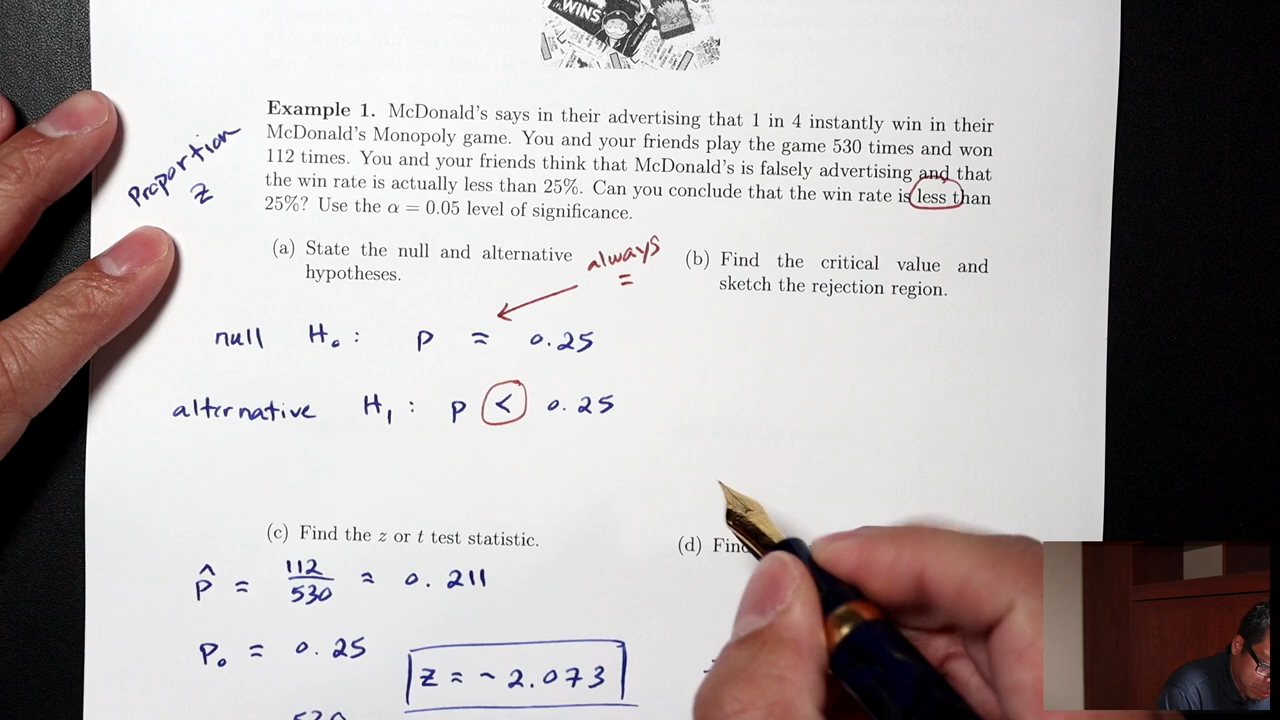 WINS
Example 1. McDonald's says in their advertising that 1 in 4 instantly win in their
McDonald's Monopoly game. You and your friends play the game 530 times and won
112 times. You and your friends think that McDonald's is falsely advertising and that
the win rate is actually less than 25%. Can you conclude that the win rate is less than
25%? Use the α = 0.05 level of significance.
Proportion
z
(a) State the null and alternative
hypotheses.
always
=
null H₀: p = 0.25
alternative H₁: p < 0.25
(b) Find the critical value and
sketch the rejection region.
(c) Find the z or t test statistic.
p̂ = 112/530 ≈ 0.211
p₀ = 0.25
z = -2.073
(d)